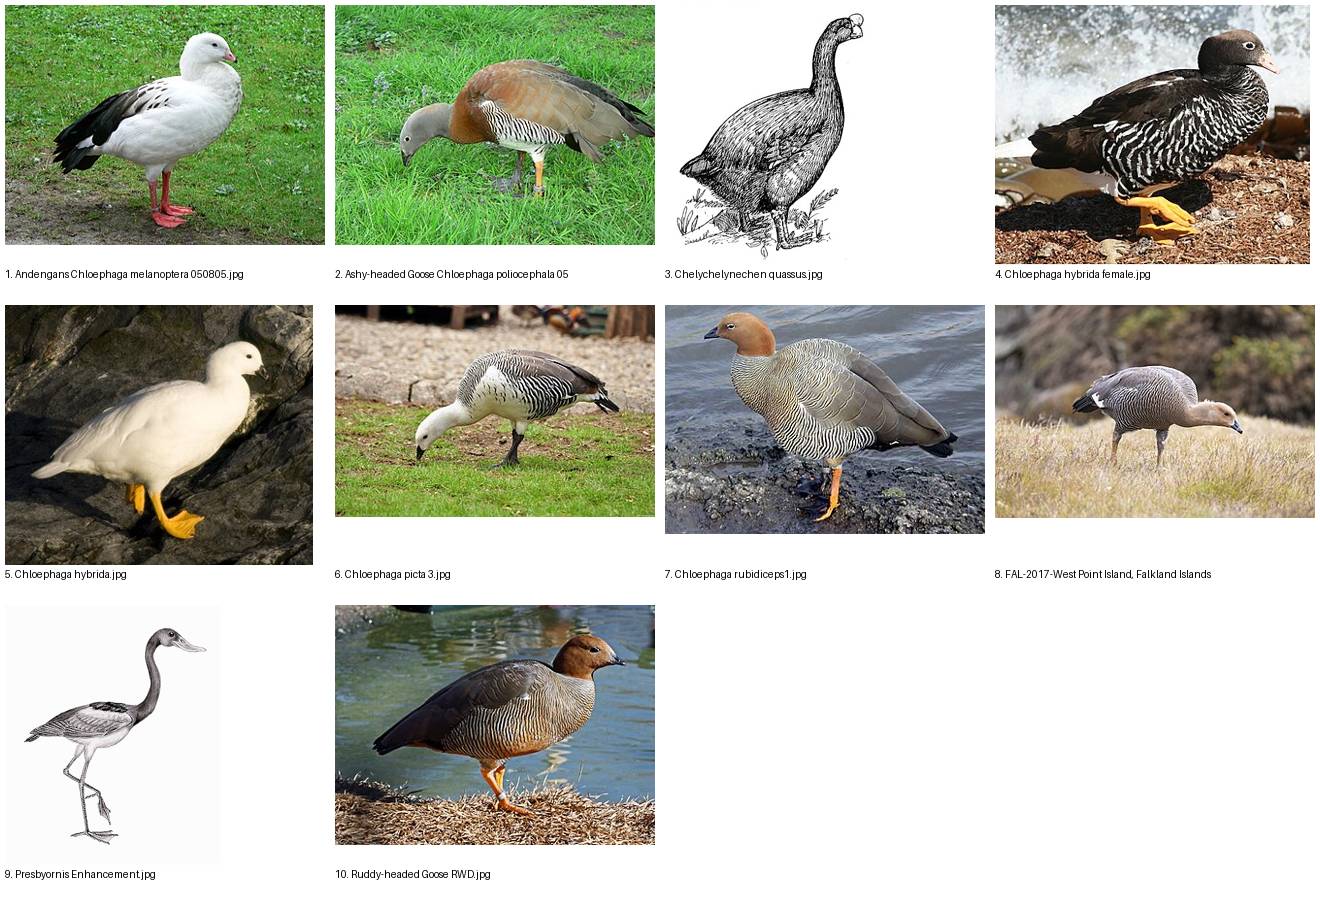 1. Andengans Chloephaga melanoptera 050805.jpg
2. Ashy-headed Goose Chloephaga poliocephala 05
3. Chelychelynechen quassus.jpg
4. Chloephaga hybrida female.jpg
5. Chloephaga hybrida.jpg
6. Chloephaga picta 3.jpg
7. Chloephaga rubidiceps1.jpg
8. FAL-2017-West Point Island, Falkland Islands
9. Presbyornis Enhancement.jpg
10. Ruddy-headed Goose RWD.jpg